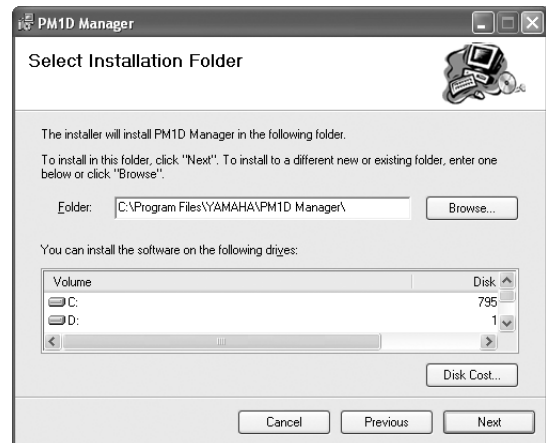 PM1D Manager
Select Installation Folder
The installer will install PM1D Manager in the following folder.
To install in this folder, click "Next". To install to a different new or existing folder, enter one
below or click "Browse".
Folder: C:\Program Files\YAMAHA\PM1D Manager\ Browse...
You can install the software on the following drives:
Volume Disk
C: 795
D: 1
Disk Cost...
Cancel Previous Next